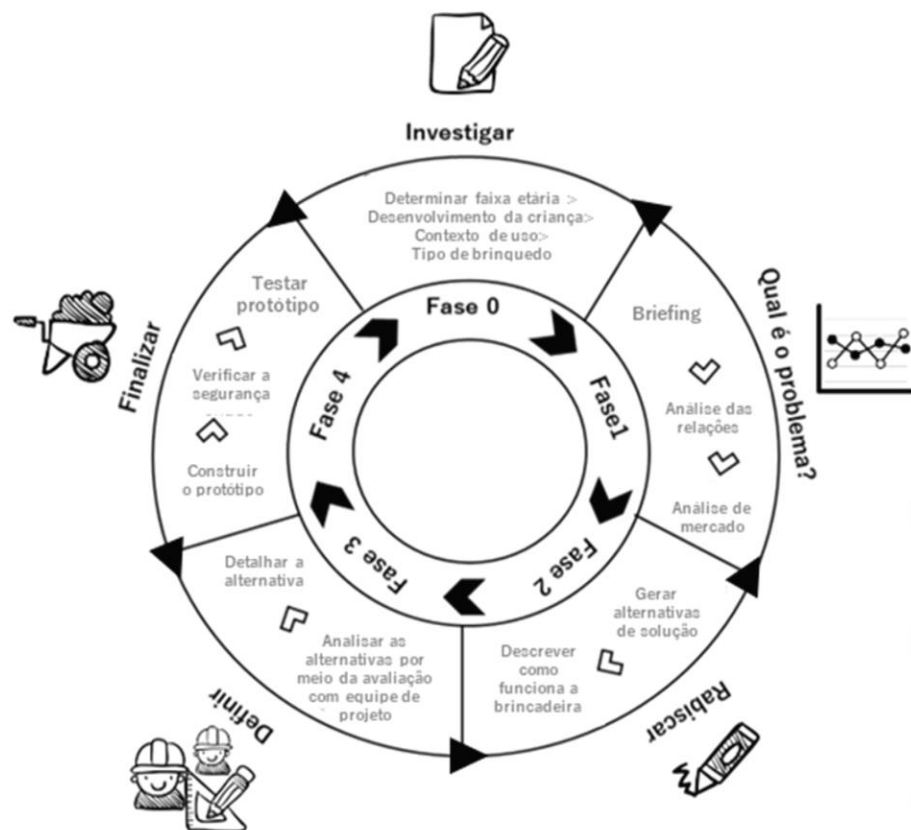 Investigar
Determinar faixa etária :>
Desenvolvimento da criança:>
Contexto de uso:>
Tipo de brinquedo
Fase 0
Qual é o problema?
Fase1
Briefing
Análise das
relações
Análise de
mercado
Rabiscar
Fase 2
Gerar
alternativas
de solução
Descrever
como
funciona a
brincadeira
Definir
Fase 3
Analisar as
alternativas por
meio da avaliação
com equipe de
projeto
Detalhar a
alternativa
Finalizar
Fase 4
Construir
o protótipo
Verificar a
segurança
Testar
protótipo